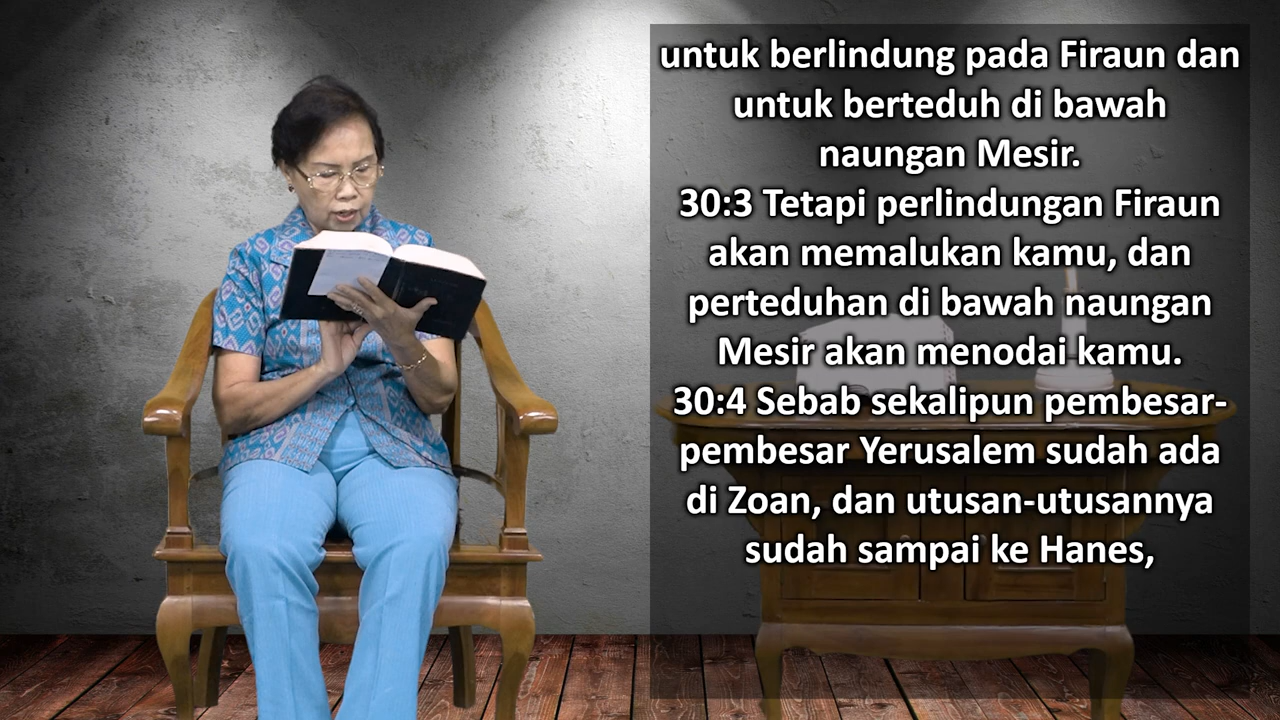 untuk berlindung pada Firaun dan
untuk berteduh di bawah
naungan Mesir.
30:3 Tetapi perlindungan Firaun
akan memalukan kamu, dan
perteduhan di bawah naungan
Mesir akan menodai kamu.
30:4 Sebab sekalipun pembesar-
pembesar Yerusalem sudah ada
di Zoan, dan utusan-utusannya
sudah sampai ke Hanes,